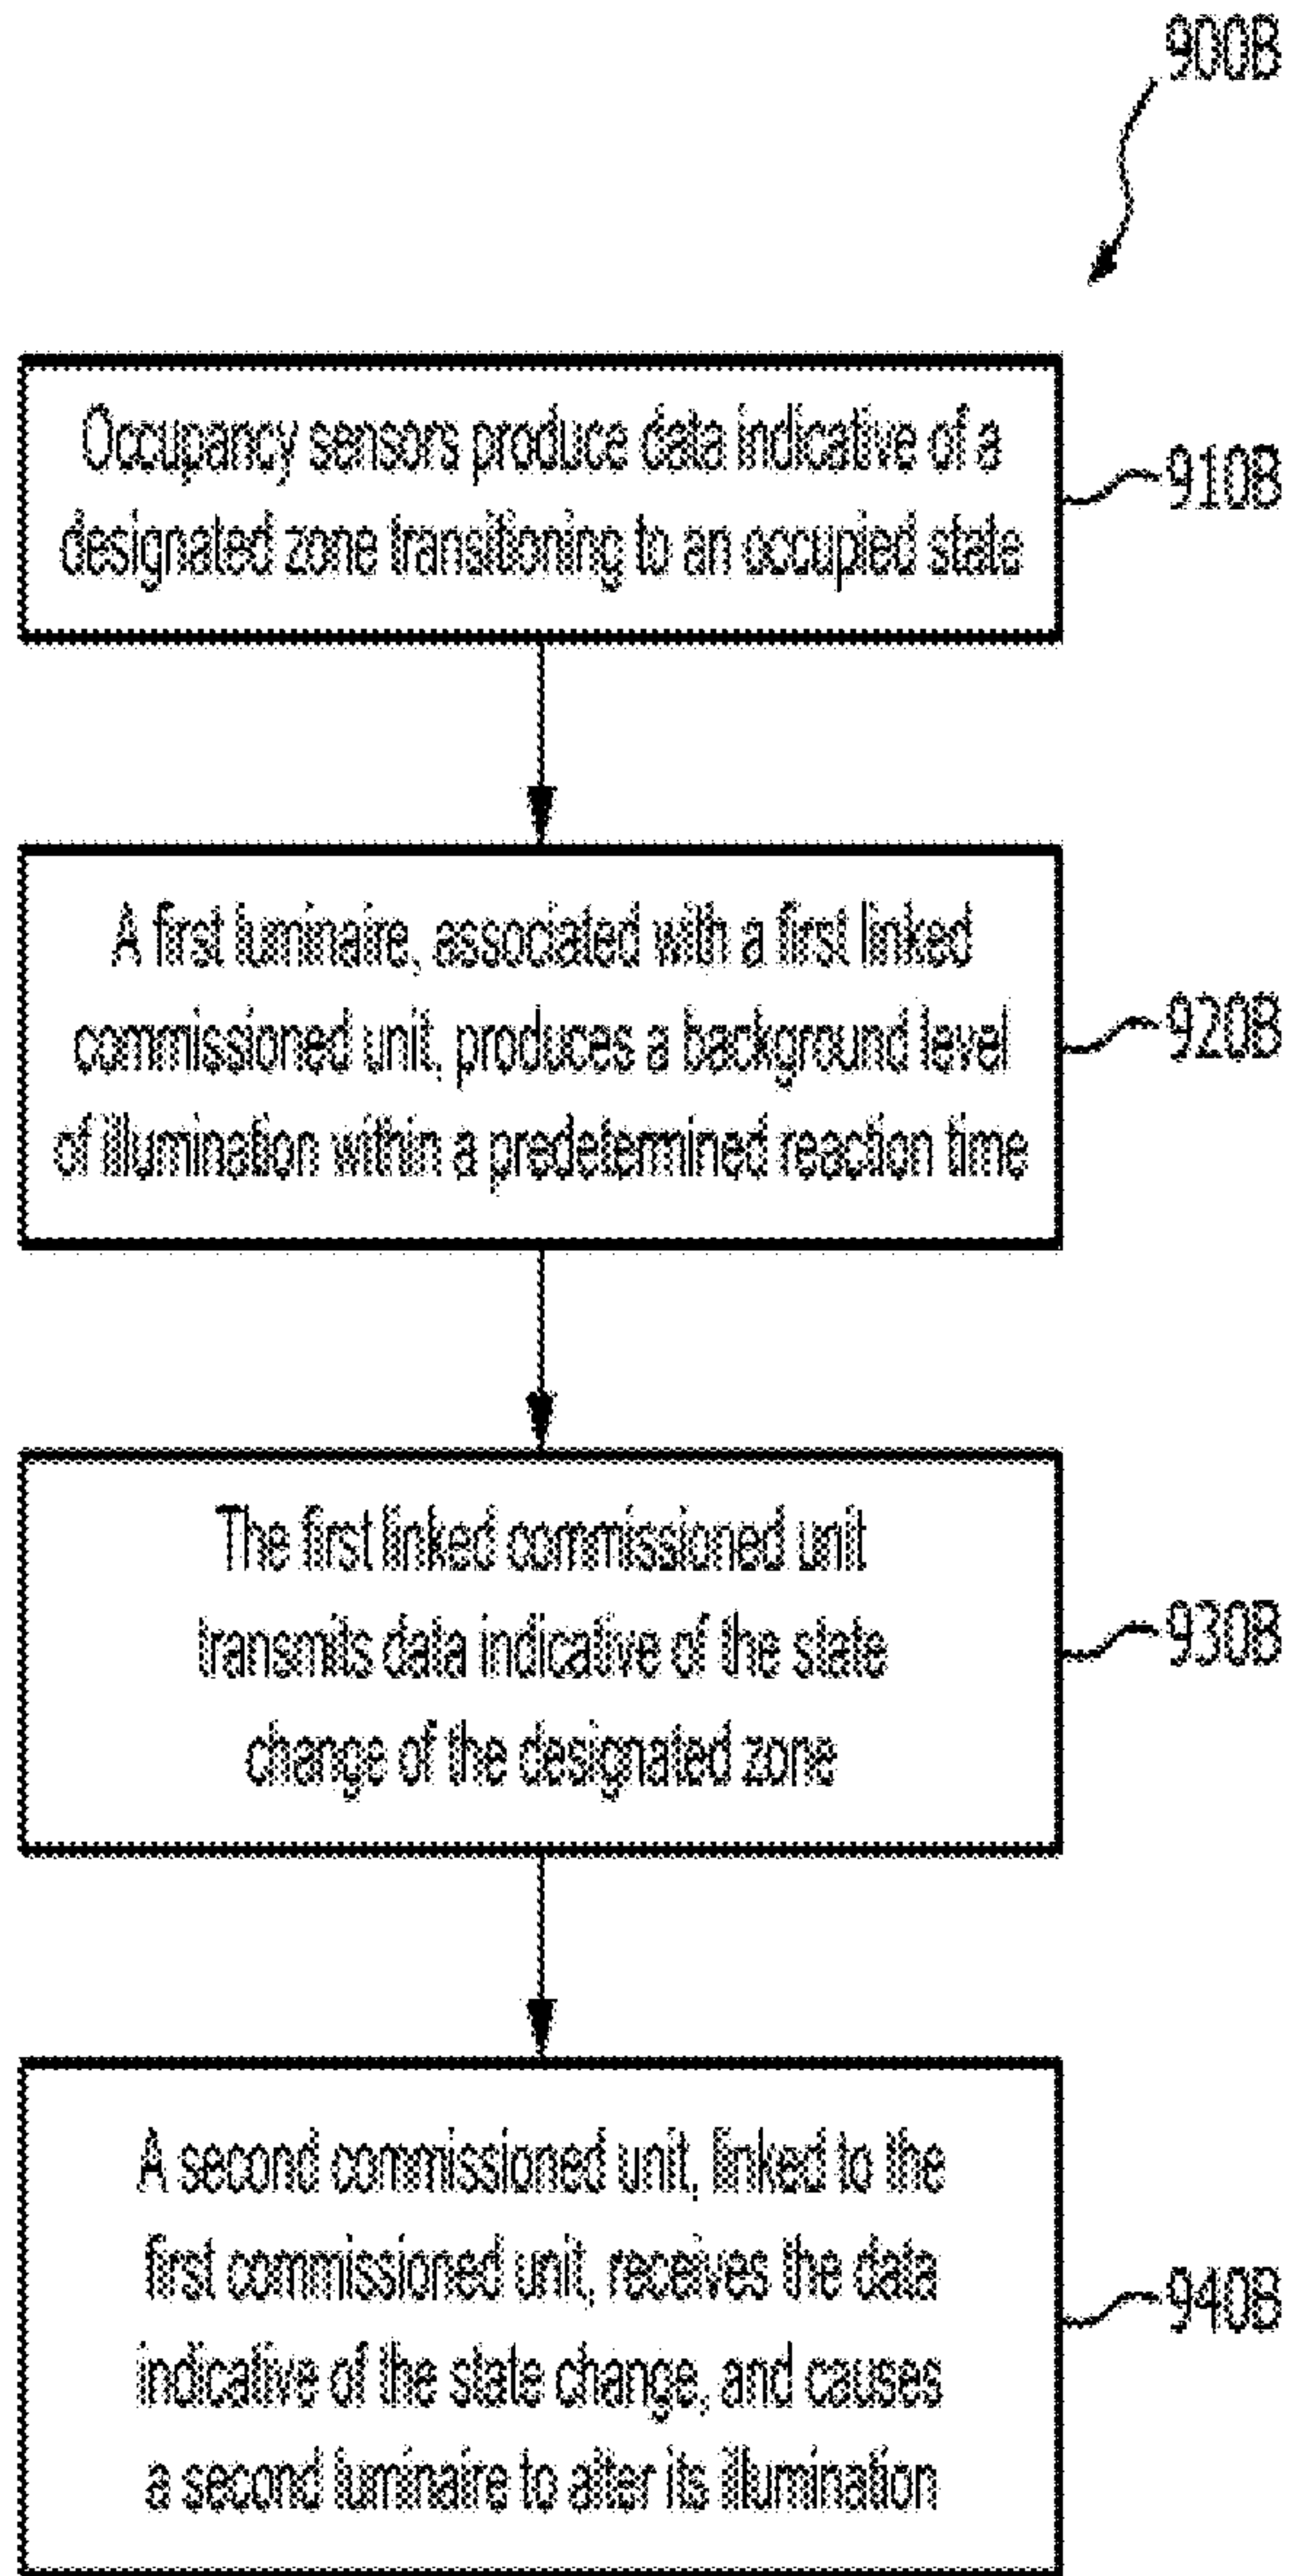 900B
Occupancy sensors produce data indicative of a
designated zone transitioning to an occupied state
910B
A first luminaire, associated with a first linked
commissioned unit, produces a background level
of illumination within a predetermined reaction time
920B
The first linked commissioned unit
transmits data indicative of the state
change of the designated zone
930B
A second commissioned unit, linked to the
first commissioned unit, receives the data
indicative of the state change, and causes
a second luminaire to alter its illumination
940B